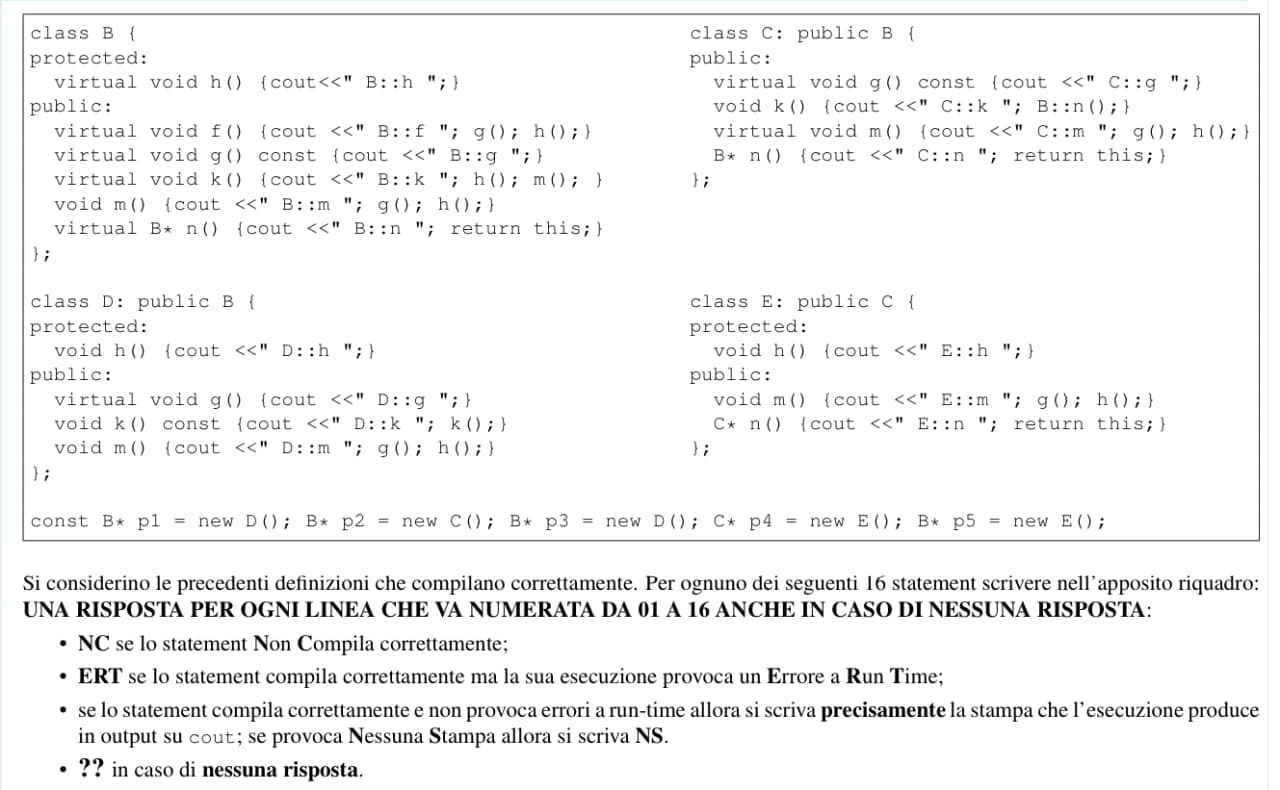 class B {
protected:
  virtual void h() {cout<<" B::h ";}
public:
  virtual void f() {cout <<" B::f "; g(); h();}
  virtual void g() const {cout <<" B::g ";}
  virtual void k() {cout <<" B::k "; h(); m(); }
  void m() {cout <<" B::m "; g(); h();}
  virtual B* n() {cout <<" B::n "; return this;}
};
class C: public B {
public:
  virtual void g() const {cout <<" C::g ";}
  void k() {cout <<" C::k "; B::n();}
  virtual void m() {cout <<" C::m "; g(); h();}
  B* n() {cout <<" C::n "; return this;}
};
class D: public B {
protected:
  void h() {cout <<" D::h ";}
public:
  virtual void g() {cout <<" D::g ";}
  void k() const {cout <<" D::k "; k();}
  void m() {cout <<" D::m "; g(); h();}
};
class E: public C {
protected:
  void h() {cout <<" E::h ";}
public:
  void m() {cout <<" E::m "; g(); h();}
  C* n() {cout <<" E::n "; return this;}
};
const B* p1 = new D(); B* p2 = new C(); B* p3 = new D(); C* p4 = new E(); B* p5 = new E();
Si considerino le precedenti definizioni che compilano correttamente. Per ognuno dei seguenti 16 statement scrivere nell'apposito riquadro:
UNA RISPOSTA PER OGNI LINEA CHE VA NUMERATA DA 01 A 16 ANCHE IN CASO DI NESSUNA RISPOSTA:
• NC se lo statement Non Compila correttamente;
• ERT se lo statement compila correttamente ma la sua esecuzione provoca un Errore a Run Time;
• se lo statement compila correttamente e non provoca errori a run-time allora si scriva precisamente la stampa che l'esecuzione produce
in output su cout; se provoca Nessuna Stampa allora si scriva NS.
• ?? in caso di nessuna risposta.